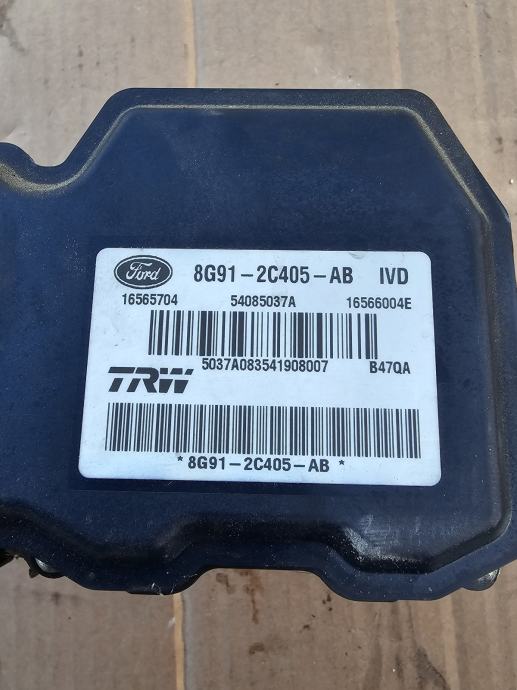 Ford 8G91-2C405-AB IVD
16565704 54085037A 16566004E
5037A083541908007 B47QA
TRW
*8G91-2C405-AB*